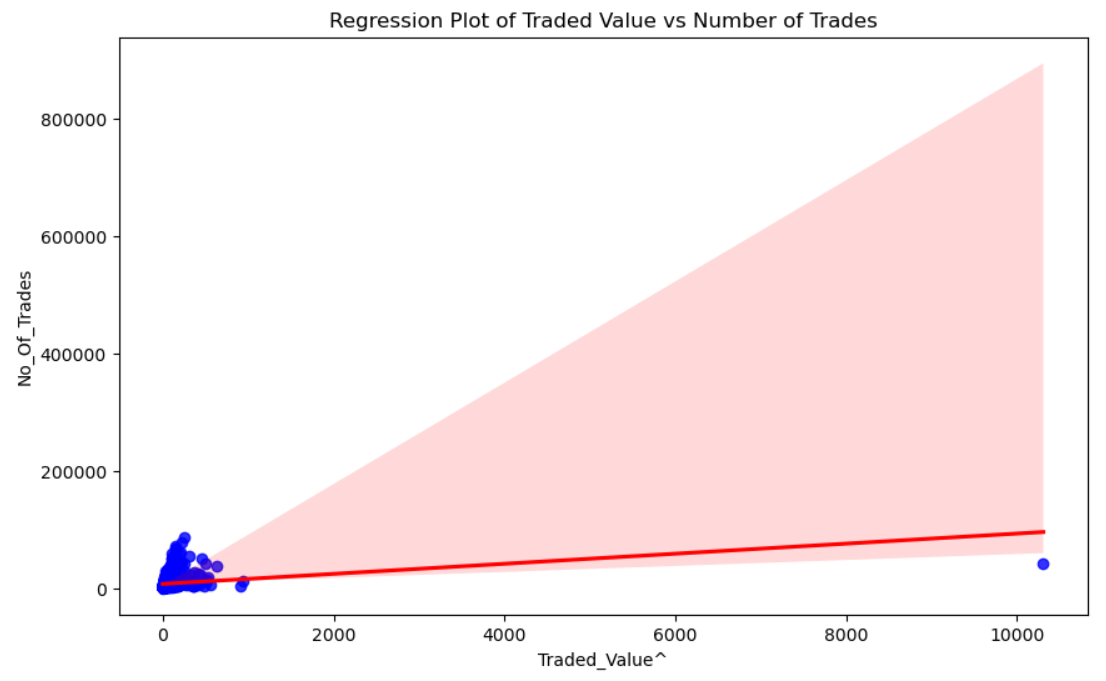 Regression Plot of Traded Value vs Number of Trades
800000
600000
400000
200000
0
No_Of_Trades
0 2000 4000 6000 8000 10000
Traded_Value^